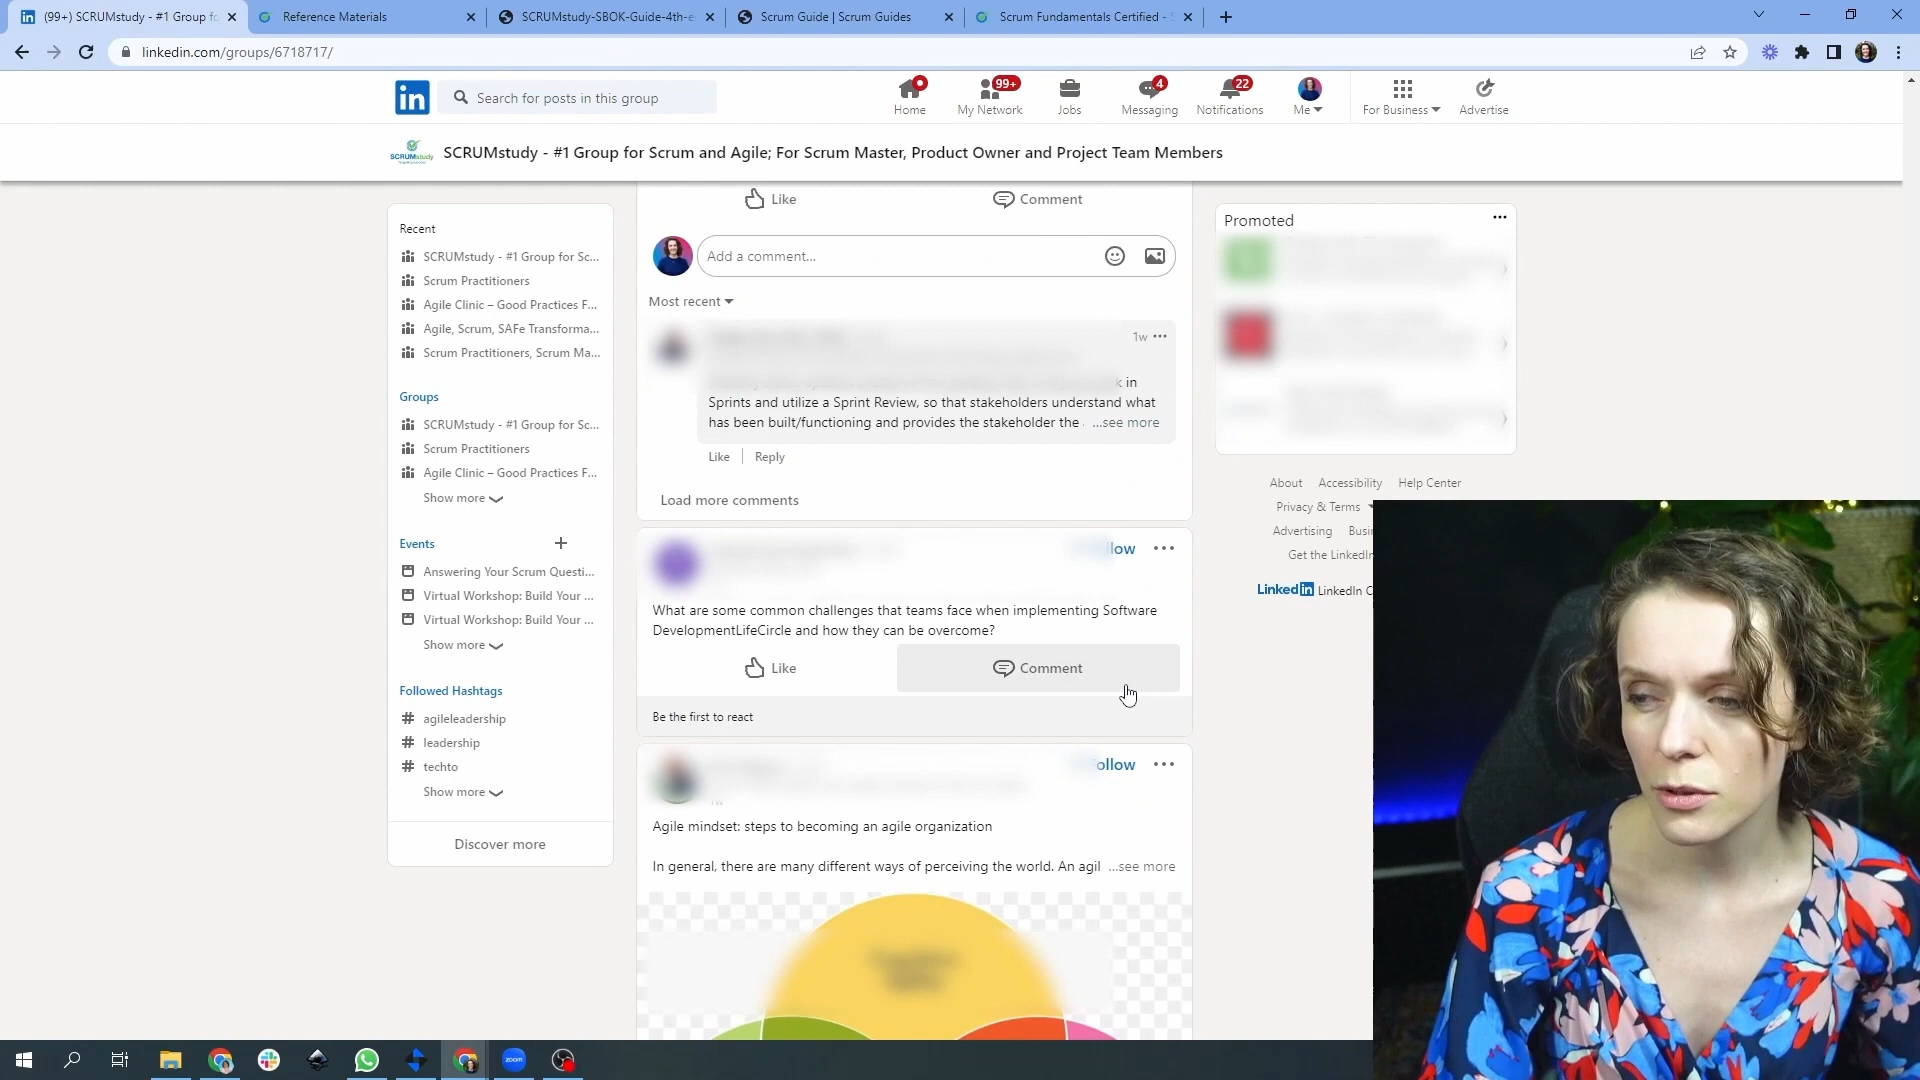 (99+) SCRUMstudy - #1 Group fo
Reference Materials
SCRUMstudy-SBOK-Guide-4th-e
Scrum Guide | Scrum Guides
Scrum Fundamentals Certified -
linkedin.com/groups/6718717/
in
Search for posts in this group
Home
99+
My Network
Jobs
4
Messaging
22
Notifications
Me
For Business
Advertise
SCRUMstudy
SCRUMstudy - #1 Group for Scrum and Agile; For Scrum Master, Product Owner and Project Team Members
Recent
SCRUMstudy - #1 Group for Sc...
Scrum Practitioners
Agile Clinic – Good Practices F...
Agile, Scrum, SAFe Transforma...
Scrum Practitioners, Scrum Ma...
Groups
SCRUMstudy - #1 Group for Sc...
Scrum Practitioners
Agile Clinic – Good Practices F...
Show more
Events
Answering Your Scrum Questi...
Virtual Workshop: Build Your ...
Virtual Workshop: Build Your ...
Show more
Followed Hashtags
# agileleadership
# leadership
# techto
Show more
Discover more
Like
Comment
Add a comment...
Most recent
1w
in
Sprints and utilize a Sprint Review, so that stakeholders understand what
has been built/functioning and provides the stakeholder the ...see more
Like
Reply
Load more comments
llow
What are some common challenges that teams face when implementing Software
DevelopmentLifeCircle and how they can be overcome?
Like
Comment
Be the first to react
ollow
1w
Agile mindset: steps to becoming an agile organization
In general, there are many different ways of perceiving the world. An agil ...see more
Promoted
About
Accessibility
Help Center
Privacy & Terms
Advertising
Busi
Get the LinkedIn
LinkedIn LinkedIn C
zoom